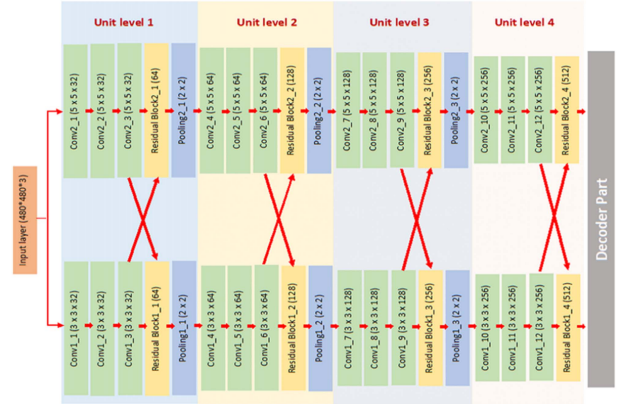 Unit level 1
Unit level 2
Unit level 3
Unit level 4
Input layer (480*480*3)
Conv2_1 (5 x 5 x 32)
Conv2_2 (5 x 5 x 32)
Conv2_3 (5 x 5 x 32)
Residual Block2_1 (64)
Pooling2_1 (2 x 2)
Conv2_4 (5 x 5 x 64)
Conv2_5 (5 x 5 x 64)
Conv2_6 (5 x 5 x 64)
Residual Block2_2 (128)
Pooling2_2 (2 x 2)
Conv2_7 (5 x 5 x 128)
Conv2_8 (5 x 5 x 128)
Conv2_9 (5 x 5 x 128)
Residual Block2_3 (256)
Pooling2_3 (2 x 2)
Conv2_10 (5 x 5 x 256)
Conv2_11 (5 x 5 x 256)
Conv2_12 (5 x 5 x 256)
Residual Block2_4 (512)
Conv1_1 (3 x 3 x 32)
Conv1_2 (3 x 3 x 32)
Conv1_3 (3 x 3 x 32)
Residual Block1_1 (64)
Pooling1_1 (2 x 2)
Conv1_4 (3 x 3 x 64)
Conv1_5 (3 x 3 x 64)
Conv1_6 (3 x 3 x 64)
Residual Block1_2 (128)
Pooling1_2 (2 x 2)
Conv1_7 (3 x 3 x 128)
Conv1_8 (3 x 3 x 128)
Conv1_9 (3 x 3 x 128)
Residual Block1_3 (256)
Pooling1_3 (2 x 2)
Conv1_10 (3 x 3 x 256)
Conv1_11 (3 x 3 x 256)
Conv1_12 (3 x 3 x 256)
Residual Block1_4 (512)
Decoder Part